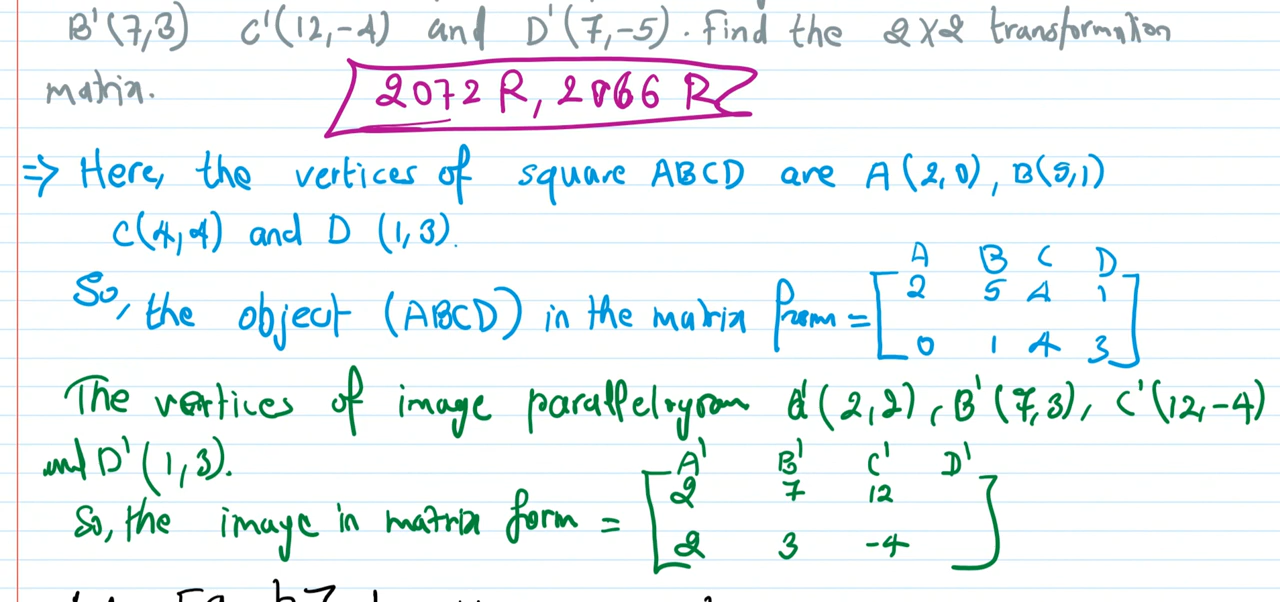 B'(7,3) C'(12,-4) and D'(7,-5). Find the 2×2 transformation
matrix.
2072 R, 2066 R
⇒ Here, the vertices of square ABCD are A(2,0), B(5,1)
C(4,4) and D (1,3).
So, the object (ABCD) in the matrix from = [A B C D
2 5 4 1
0 1 4 3]
The vertices of image parallelogram A'(2,2), B'(7,3), C'(12,-4)
and D'(1,3).
So, the image in matrix form = [A' B' C' D'
2 7 12
2 3 -4]